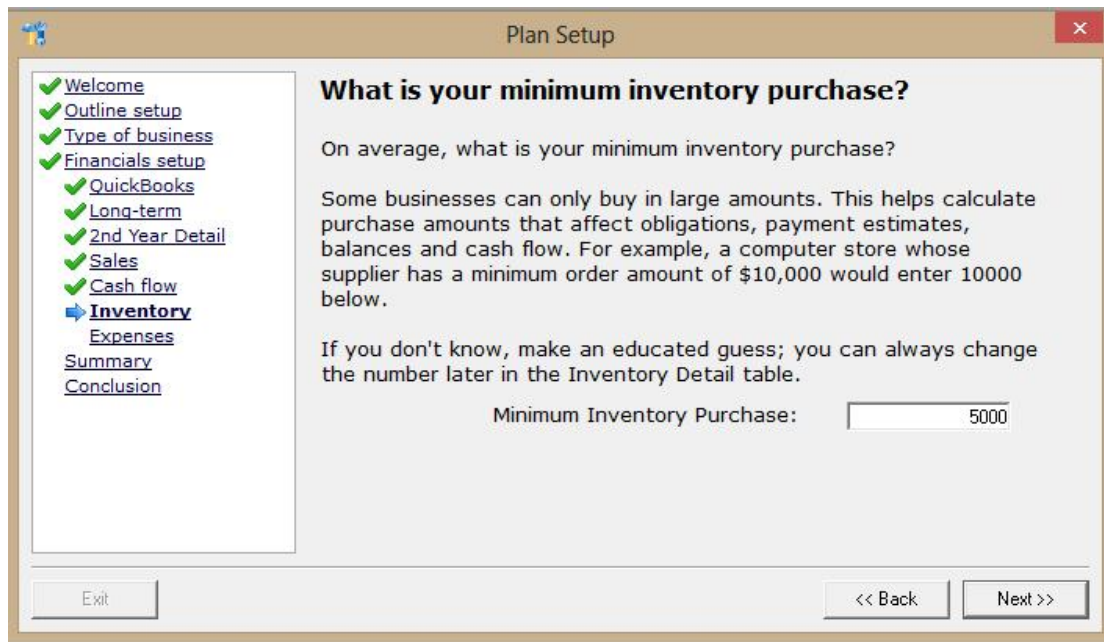 Plan Setup
Welcome
Outline setup
Type of business
Financials setup
QuickBooks
Long-term
2nd Year Detail
Sales
Cash flow
Inventory
Expenses
Summary
Conclusion
What is your minimum inventory purchase?
On average, what is your minimum inventory purchase?
Some businesses can only buy in large amounts. This helps calculate
purchase amounts that affect obligations, payment estimates,
balances and cash flow. For example, a computer store whose
supplier has a minimum order amount of $10,000 would enter 10000
below.
If you don't know, make an educated guess; you can always change
the number later in the Inventory Detail table.
Minimum Inventory Purchase: 5000
Exit << Back Next >>